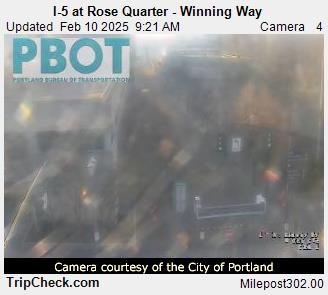 I-5 at Rose Quarter - Winning Way
Updated Feb 10 2025 9:21 AM Camera 4
PBOT
PORTLAND BUREAU OF TRANSPORTATION
Camera courtesy of the City of Portland
TripCheck.com Milepost302.00